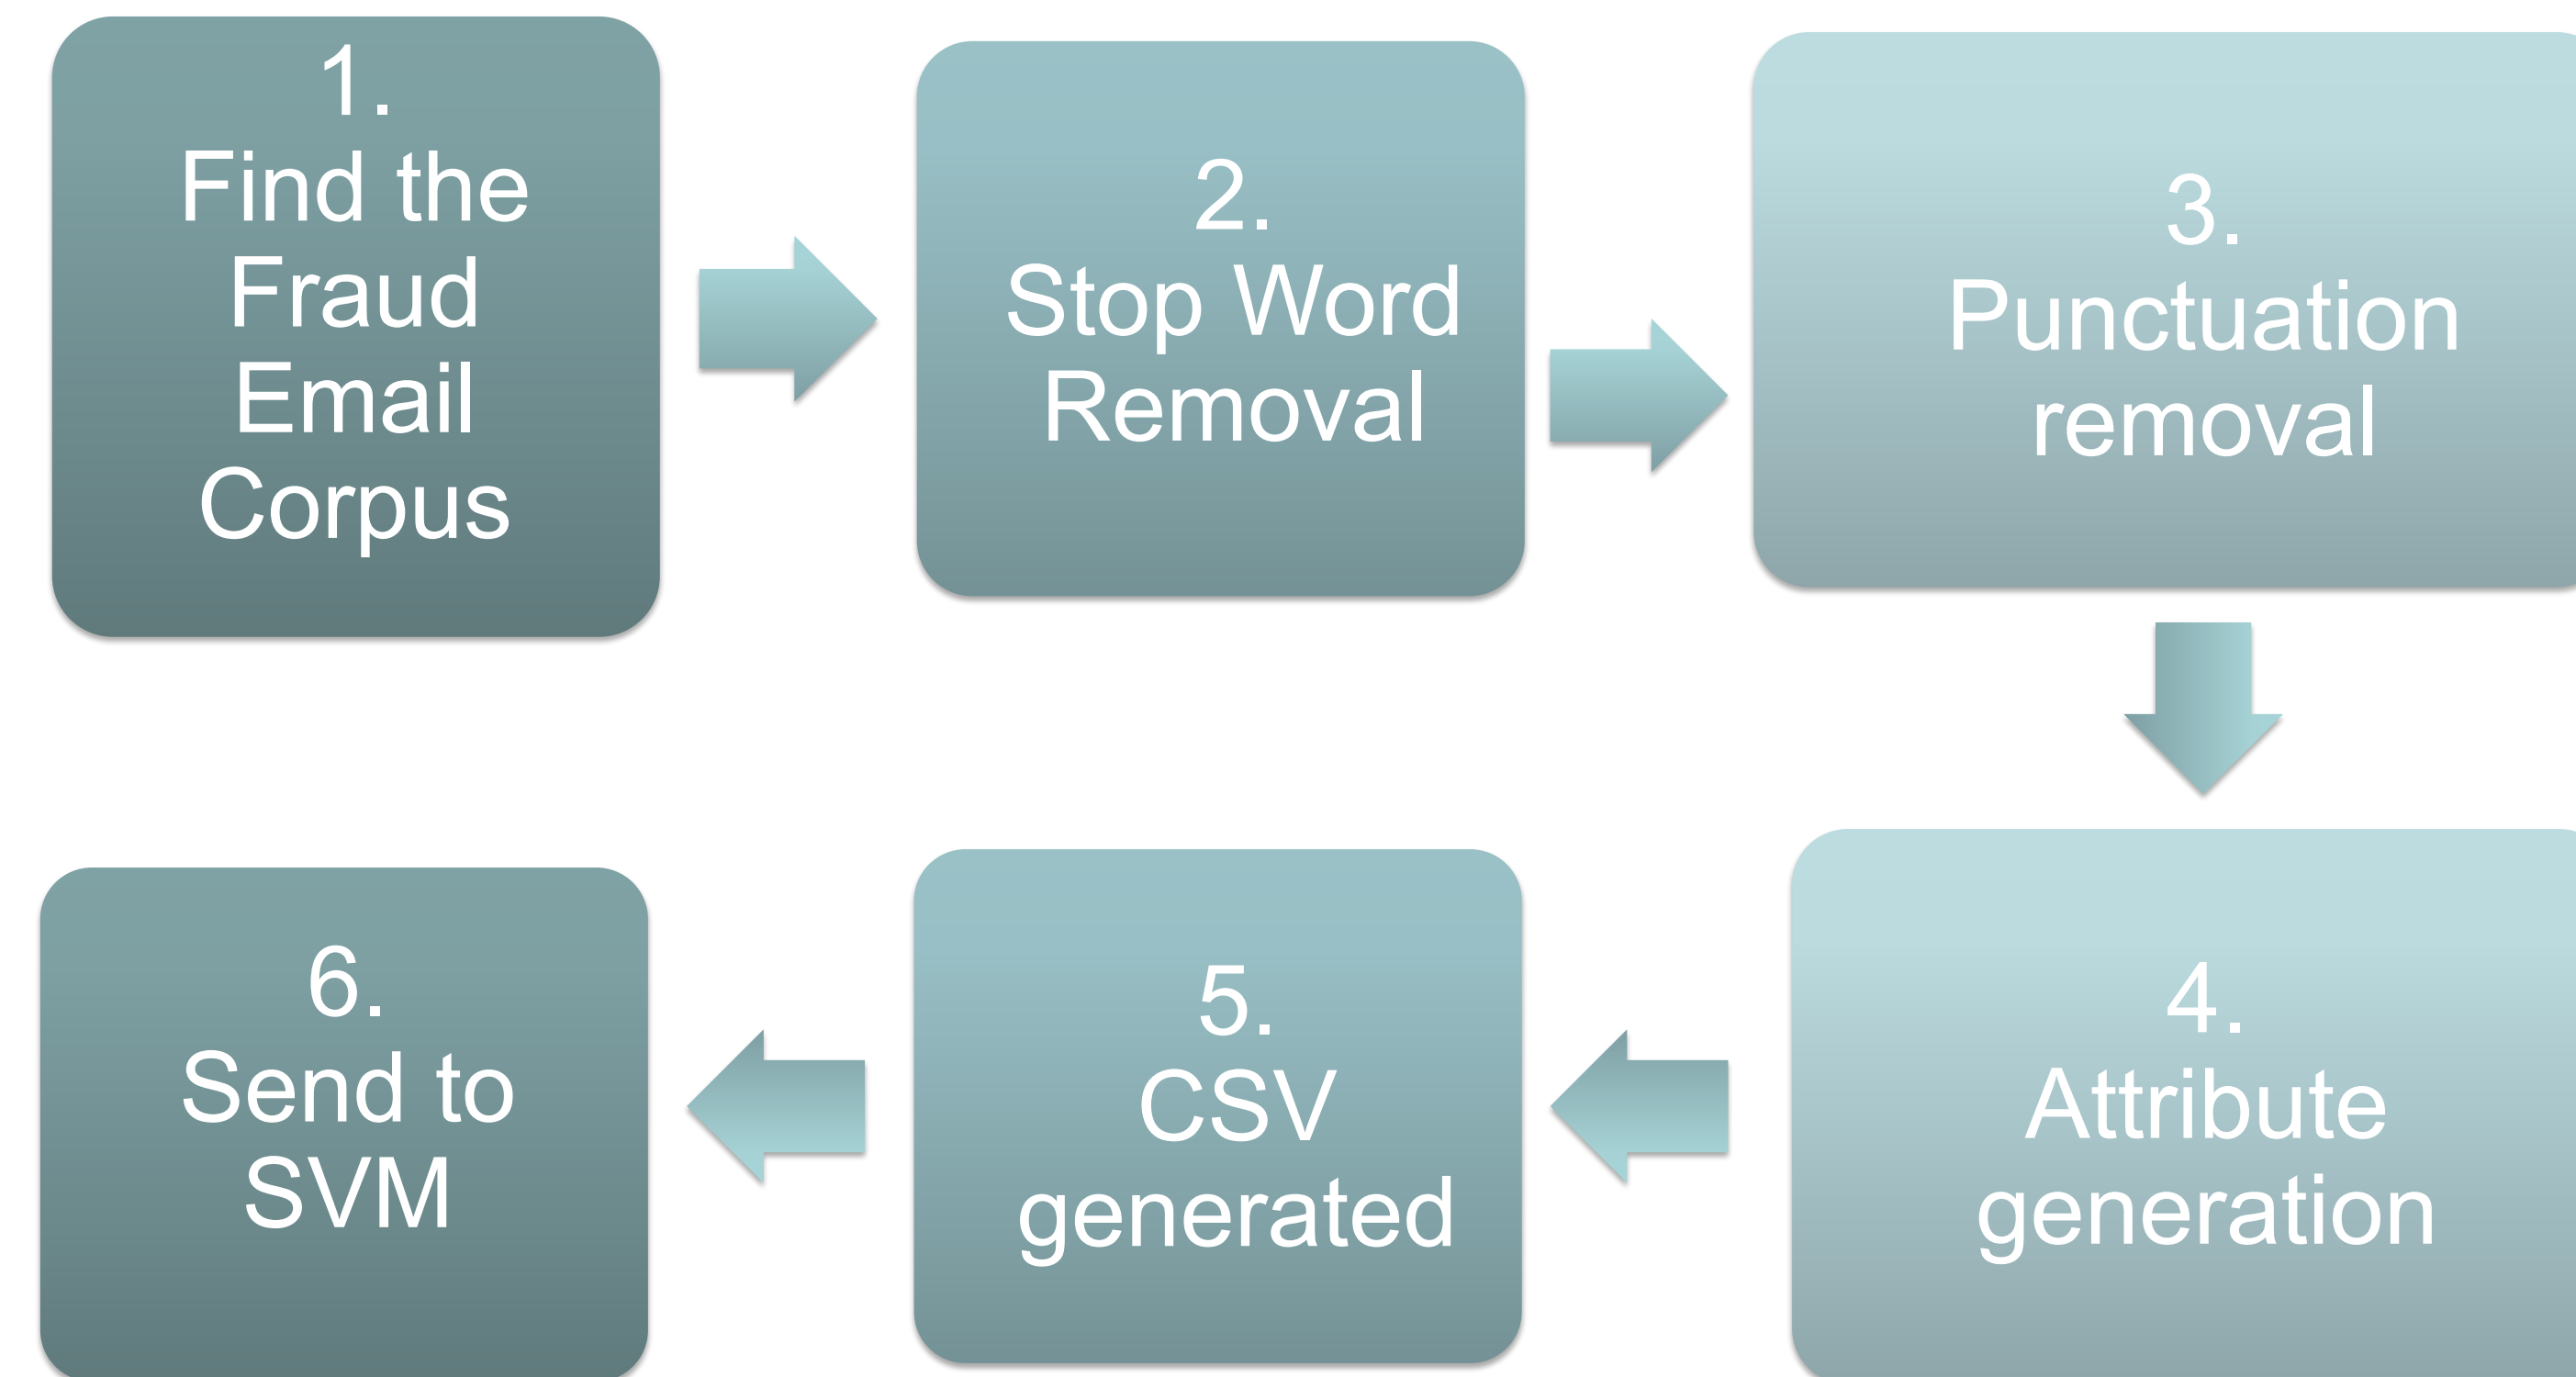 1.
Find the
Fraud
Email
Corpus
2.
Stop Word
Removal
3.
Punctuation
removal
4.
Attribute
generation
5.
CSV
generated
6.
Send to
SVM